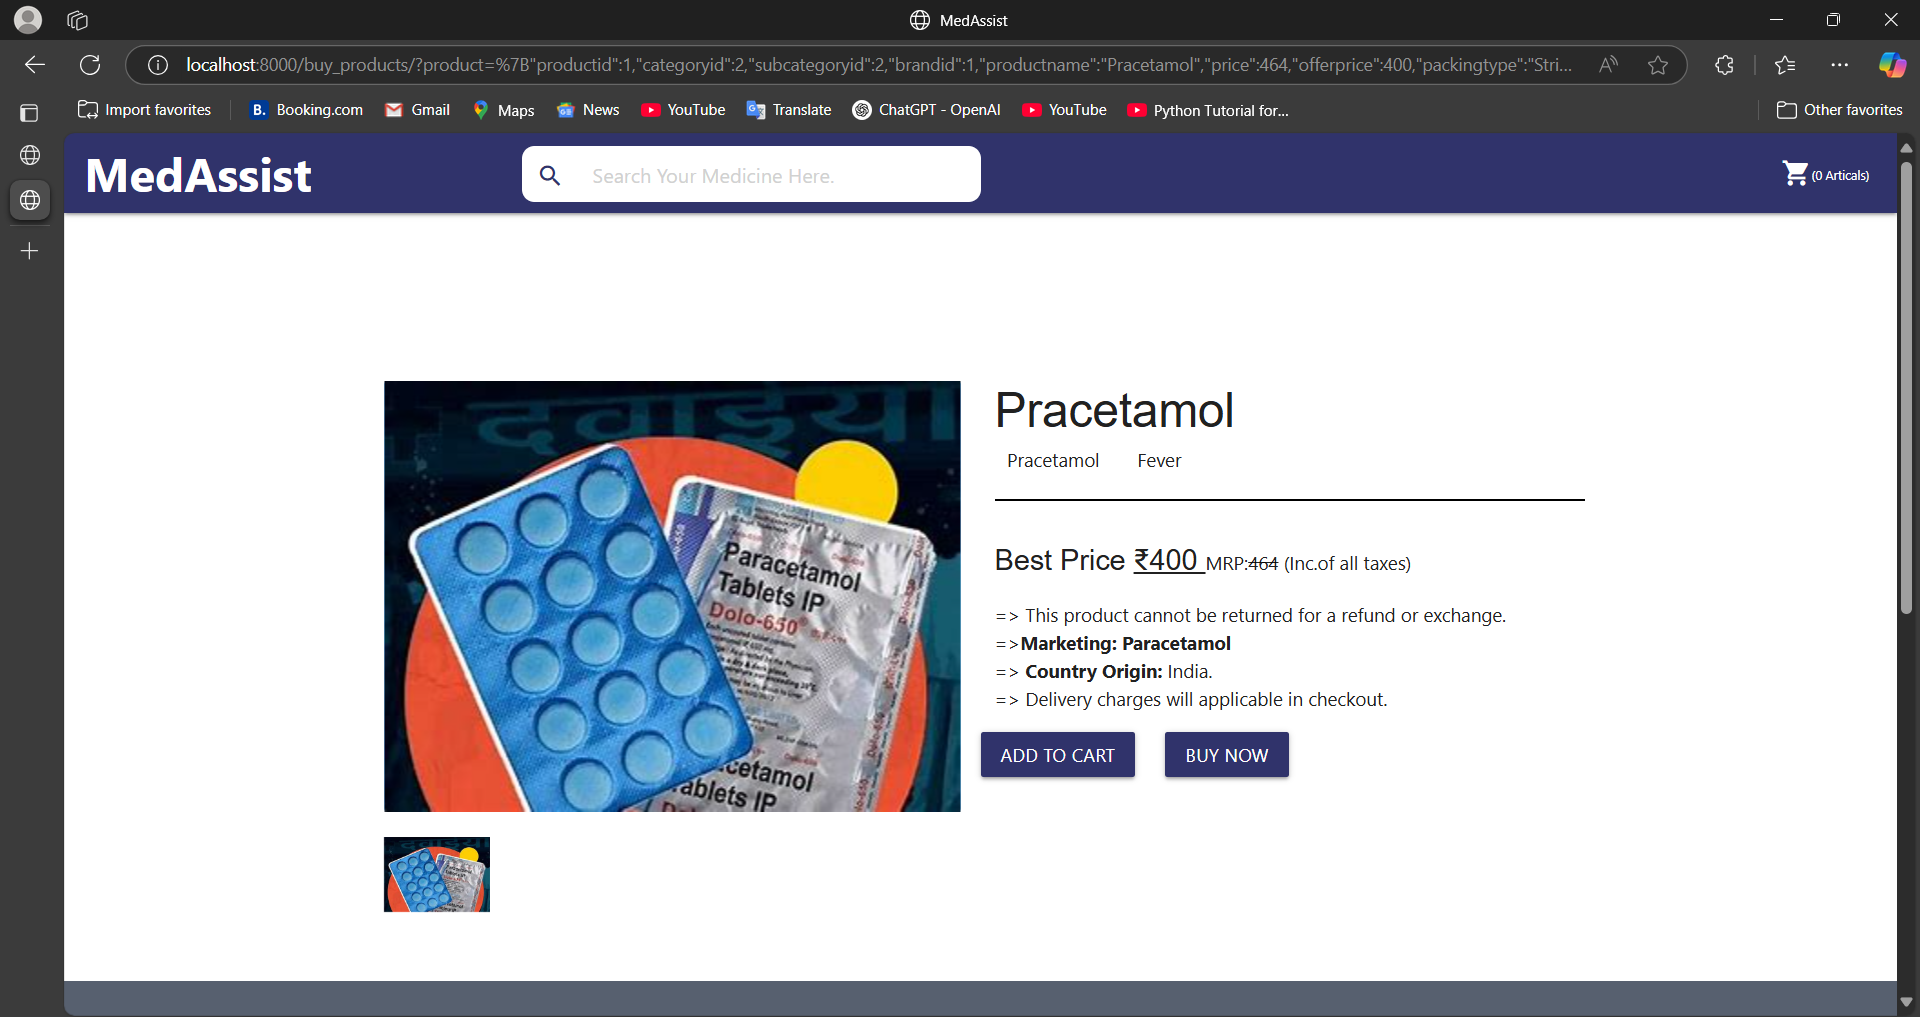 MedAssist
localhost:8000/buy_products/?product=%7B"productid":1,"categoryid":2,"subcategoryid":2,"brandid":1,"productname":"Pracetamol","price":464,"offerprice":400,"packingtype":"Stri...
Import favorites
B. Booking.com
Gmail
Maps
News
YouTube
Translate
ChatGPT - OpenAI
YouTube
Python Tutorial for...
Other favorites
MedAssist
Search Your Medicine Here.
(0 Articals)
दवाइया
Paracetamol
Tablets IP
Dolo-650
Pracetamol
Pracetamol Fever
Best Price ₹400 MRP:464 (Inc.of all taxes)
=> This product cannot be returned for a refund or exchange.
=>Marketing: Paracetamol
=> Country Origin: India.
=> Delivery charges will applicable in checkout.
ADD TO CART
BUY NOW